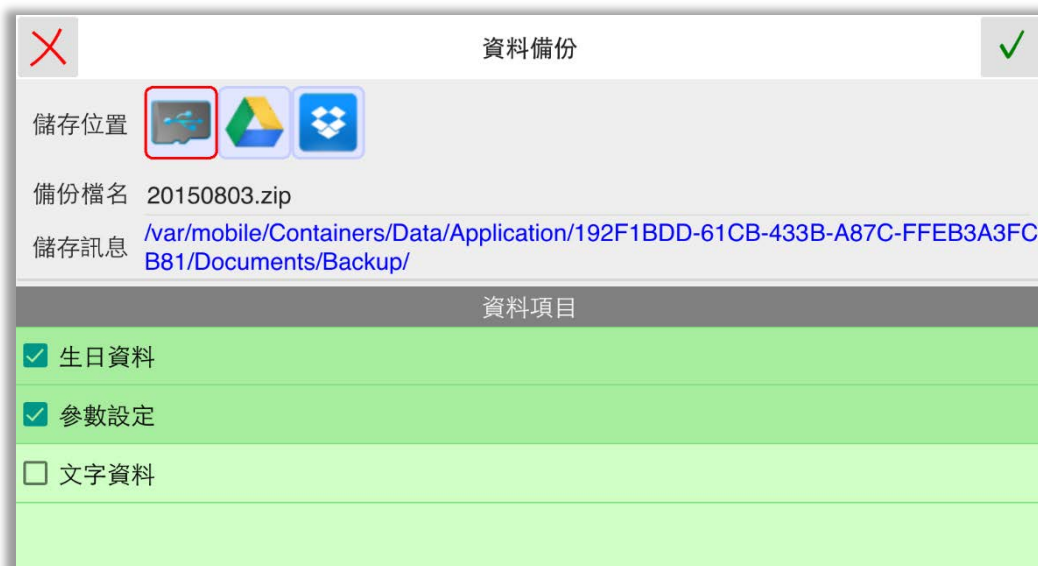 資料備份
儲存位置
備份檔名 20150803.zip
儲存訊息 /var/mobile/Containers/Data/Application/192F1BDD-61CB-433B-A87C-FFEB3A3FC
B81/Documents/Backup/
資料項目
生日資料
參數設定
文字資料